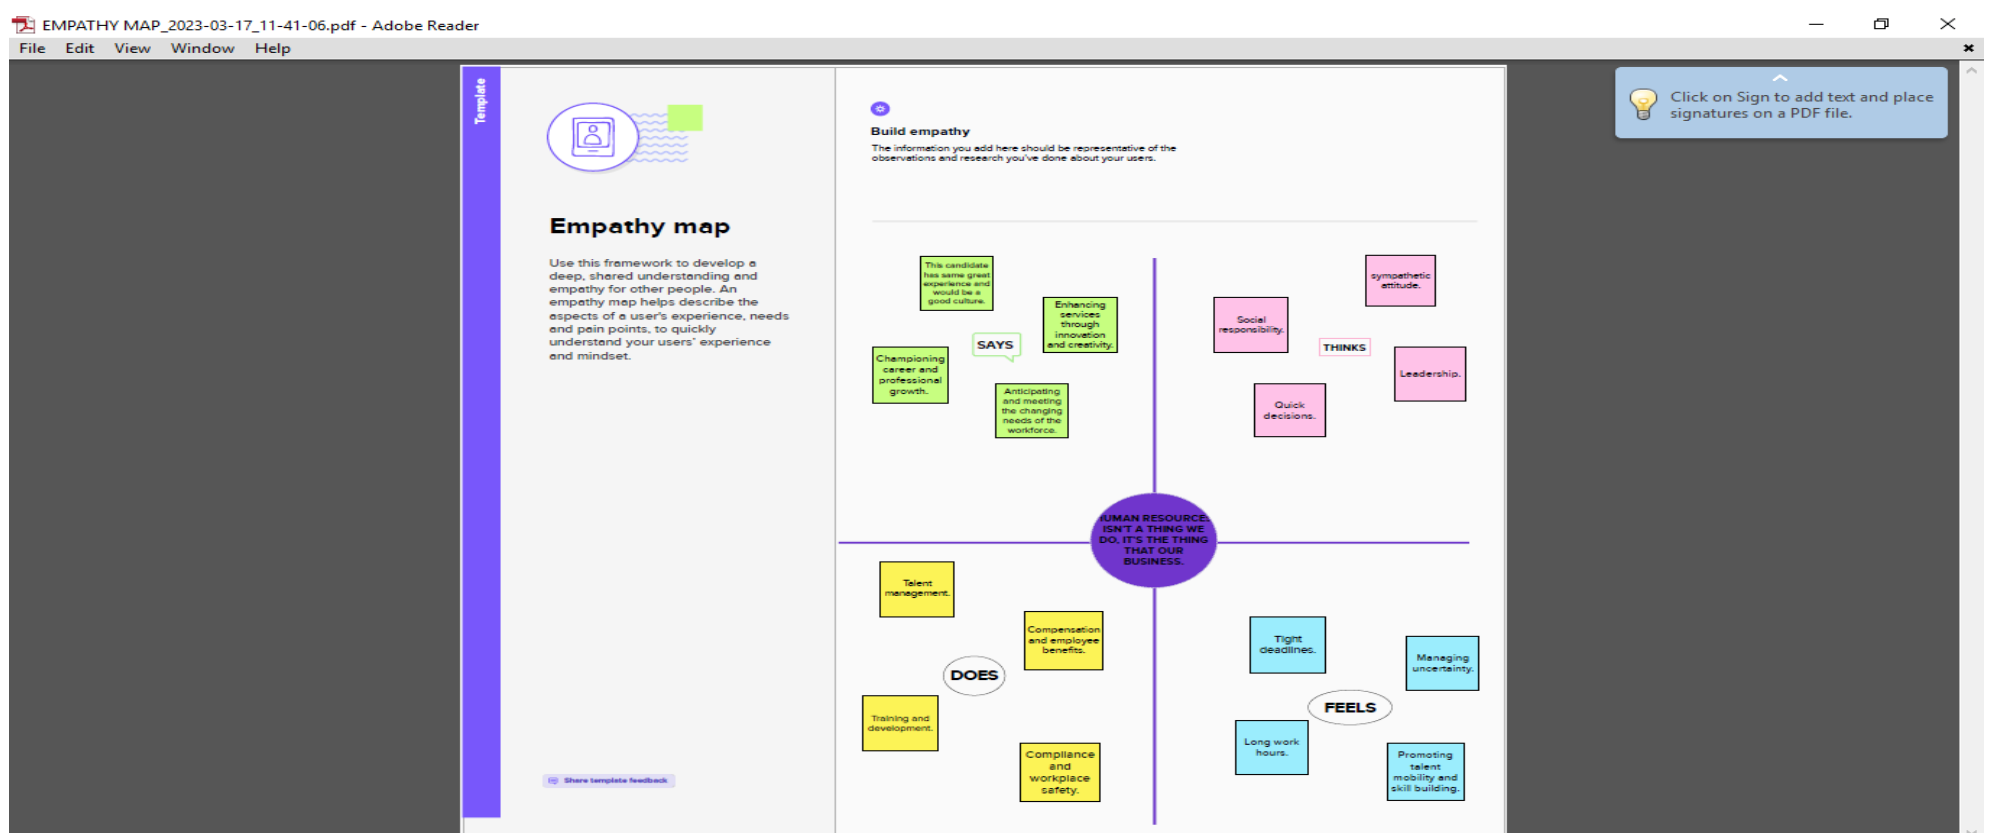 EMPATHY MAP_2023-03-17_11-41-06.pdf - Adobe Reader
File Edit View Window Help
Template
Click on Sign to add text and place
signatures on a PDF file.
Build empathy
The information you add here should be representative of the
observations and research you've done about your users.
Empathy map
Use this framework to develop a
deep, shared understanding and
empathy for other people. An
empathy map helps describe the
aspects of a user's experience, needs
and pain points, to quickly
understand your users' experience
and mindset.
Share template feedback
This candidate
has same great
experience and
would be a
good culture.
Enhancing
services
through
innovation
and creativity.
SAYS
Championing
career and
professional
growth.
Anticipating
and meeting
the changing
needs of the
workforce.
sympathetic
attitude.
Social
responsibility.
THINKS
Leadership.
Quick
decisions.
UMAN RESOURCE
ISN'T A THING WE
DO, IT'S THE THING
THAT OUR
BUSINESS.
Talent
management.
Compensation
and employee
benefits.
DOES
Training and
development.
Compliance
and
workplace
safety.
Tight
deadlines.
Managing
uncertainty.
FEELS
Long work
hours.
Promoting
talent
mobility and
skill building.